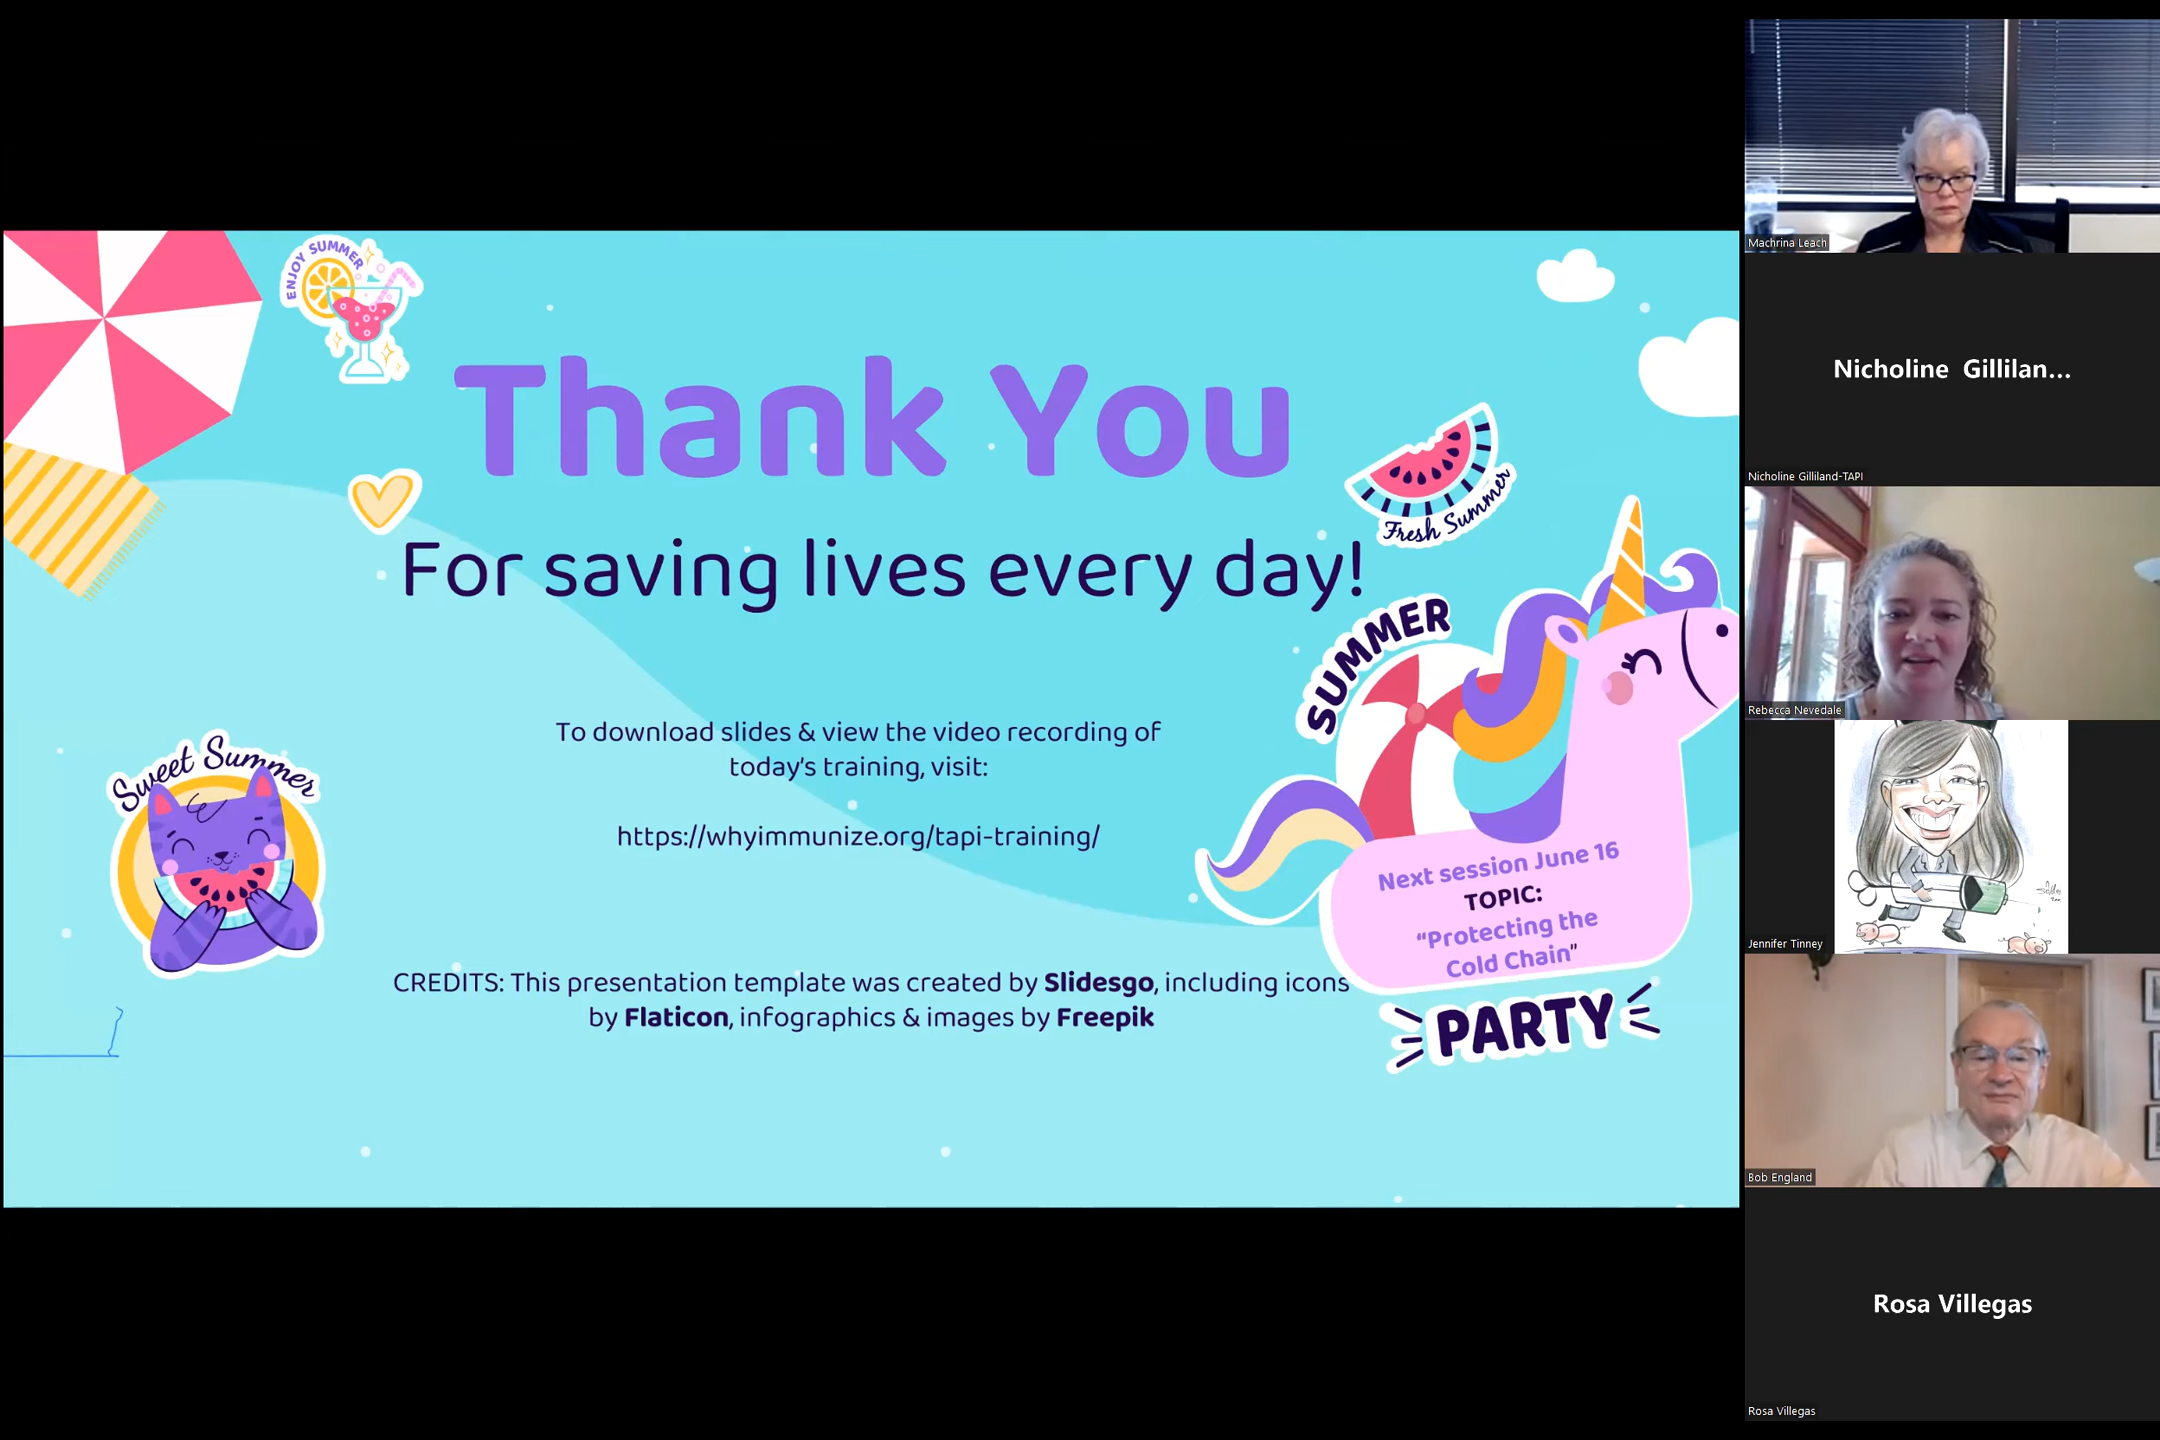 ENJOY SUMMER
Thank You
For saving lives every day!
Fresh Summer
SUMMER
Sweet Summer
To download slides & view the video recording of
today's training, visit:
https://whyimmunize.org/tapi-training/
Next session June 16
TOPIC:
“Protecting the
Cold Chain”
PARTY
CREDITS: This presentation template was created by Slidesgo, including icons
by Flaticon, infographics & images by Freepik
Machrina Leach
Nicholine Gillilan...
Nicholine Gilliland-TAPI
Rebecca Nevedale
Jennifer Tinney
Bob England
Rosa Villegas
Rosa Villegas